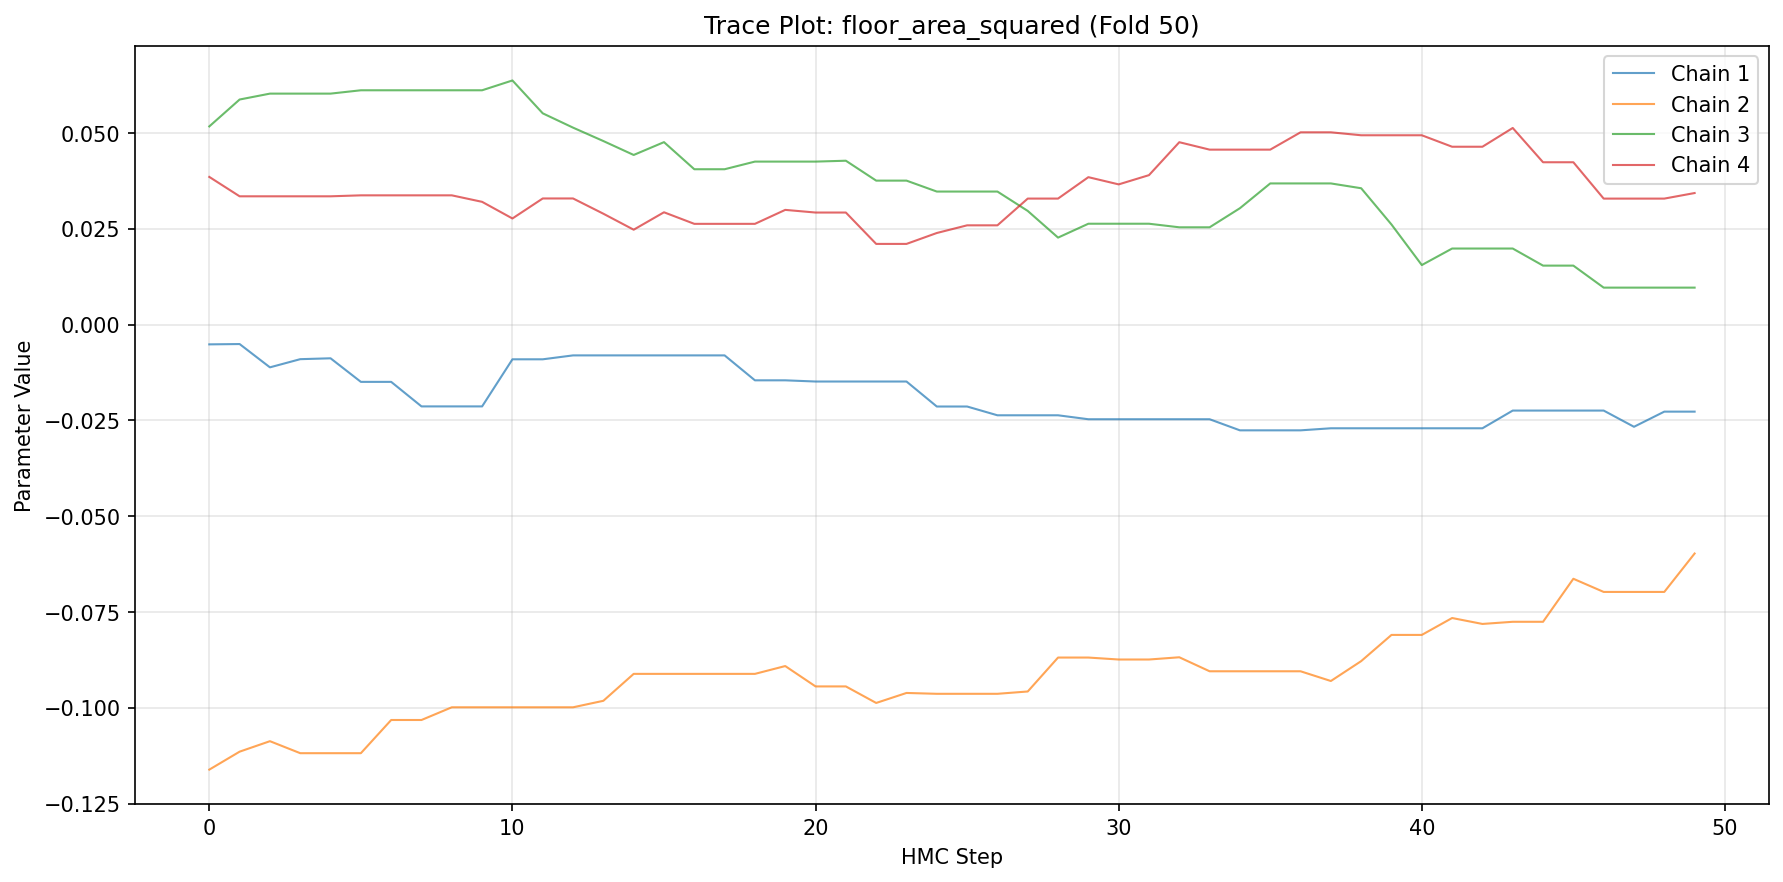 Trace Plot: floor_area_squared (Fold 50)
Chain 1
Chain 2
Chain 3
Chain 4
0.050
0.025
0.000
−0.025
−0.050
−0.075
−0.100
−0.125
Parameter Value
0 10 20 30 40 50
HMC Step